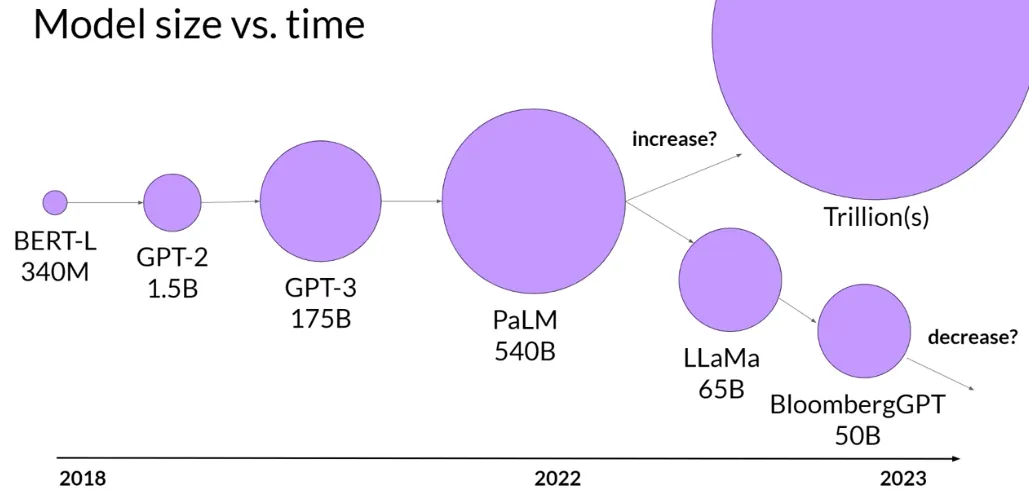 Model size vs. time
increase?
Trillion(s)
BERT-L
340M
GPT-2
1.5B
GPT-3
175B
PaLM
540B
LLaMa
65B
decrease?
BloombergGPT
50B
2018
2022
2023